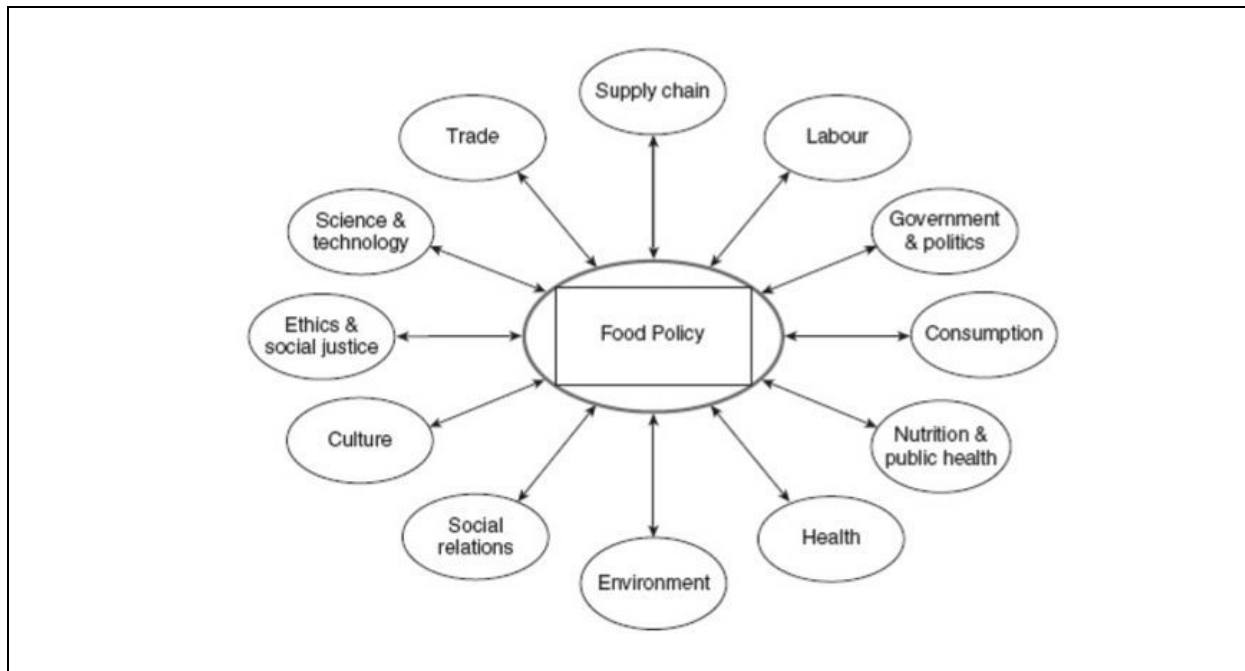 Supply chain
Trade
Labour
Science &
technology
Government
& politics
Ethics &
social justice
Food Policy
Consumption
Culture
Nutrition &
public health
Social
relations
Health
Environment